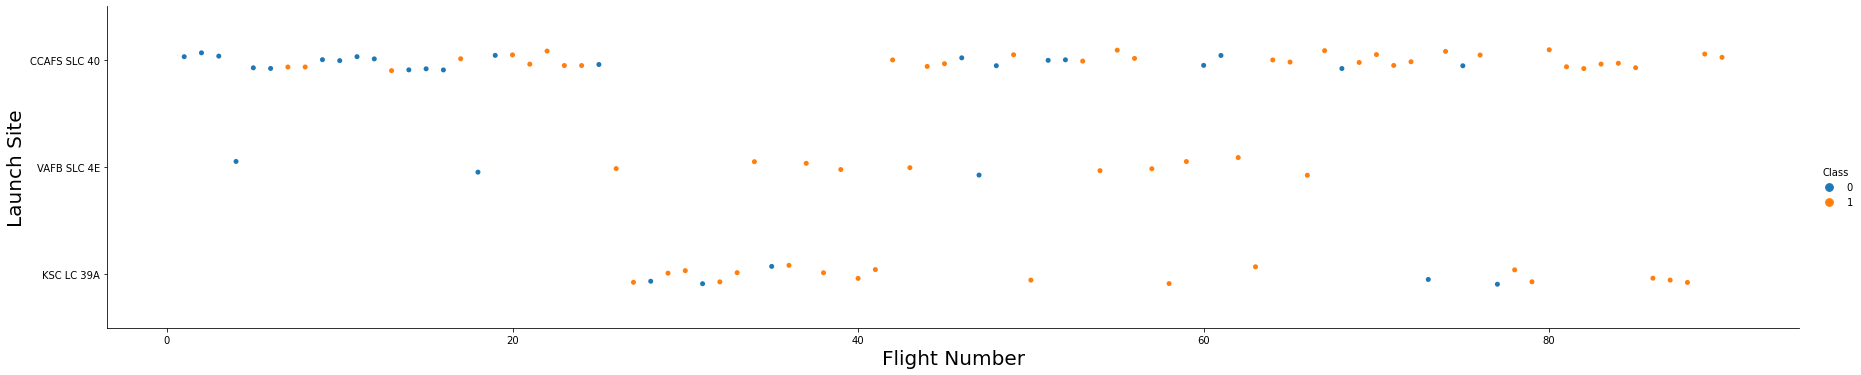 Launch Site
CCAFS SLC 40
VAFB SLC 4E
KSC LC 39A
0
20
40
60
80
Flight Number
Class
0
1